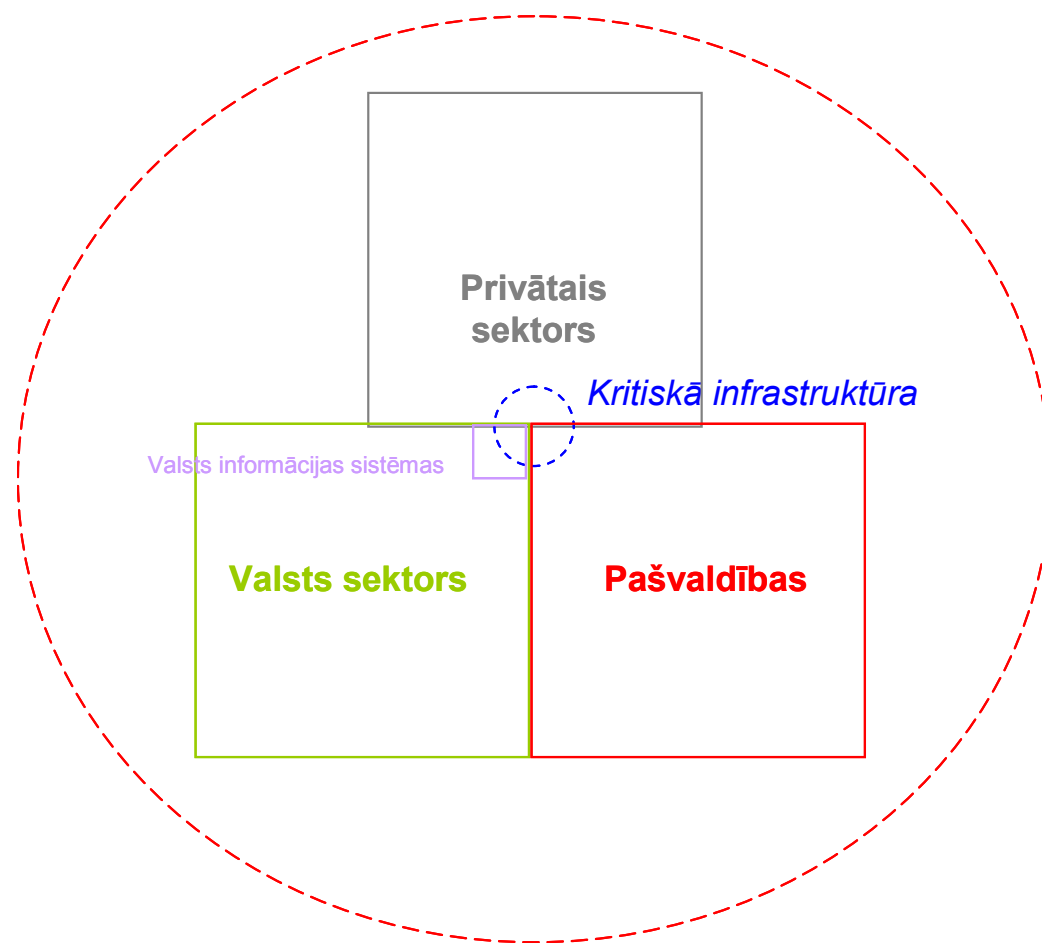 Privātais
sektors
Kritiskā infrastruktūra
Valsts informācijas sistēmas
Valsts sektors
Pašvaldības